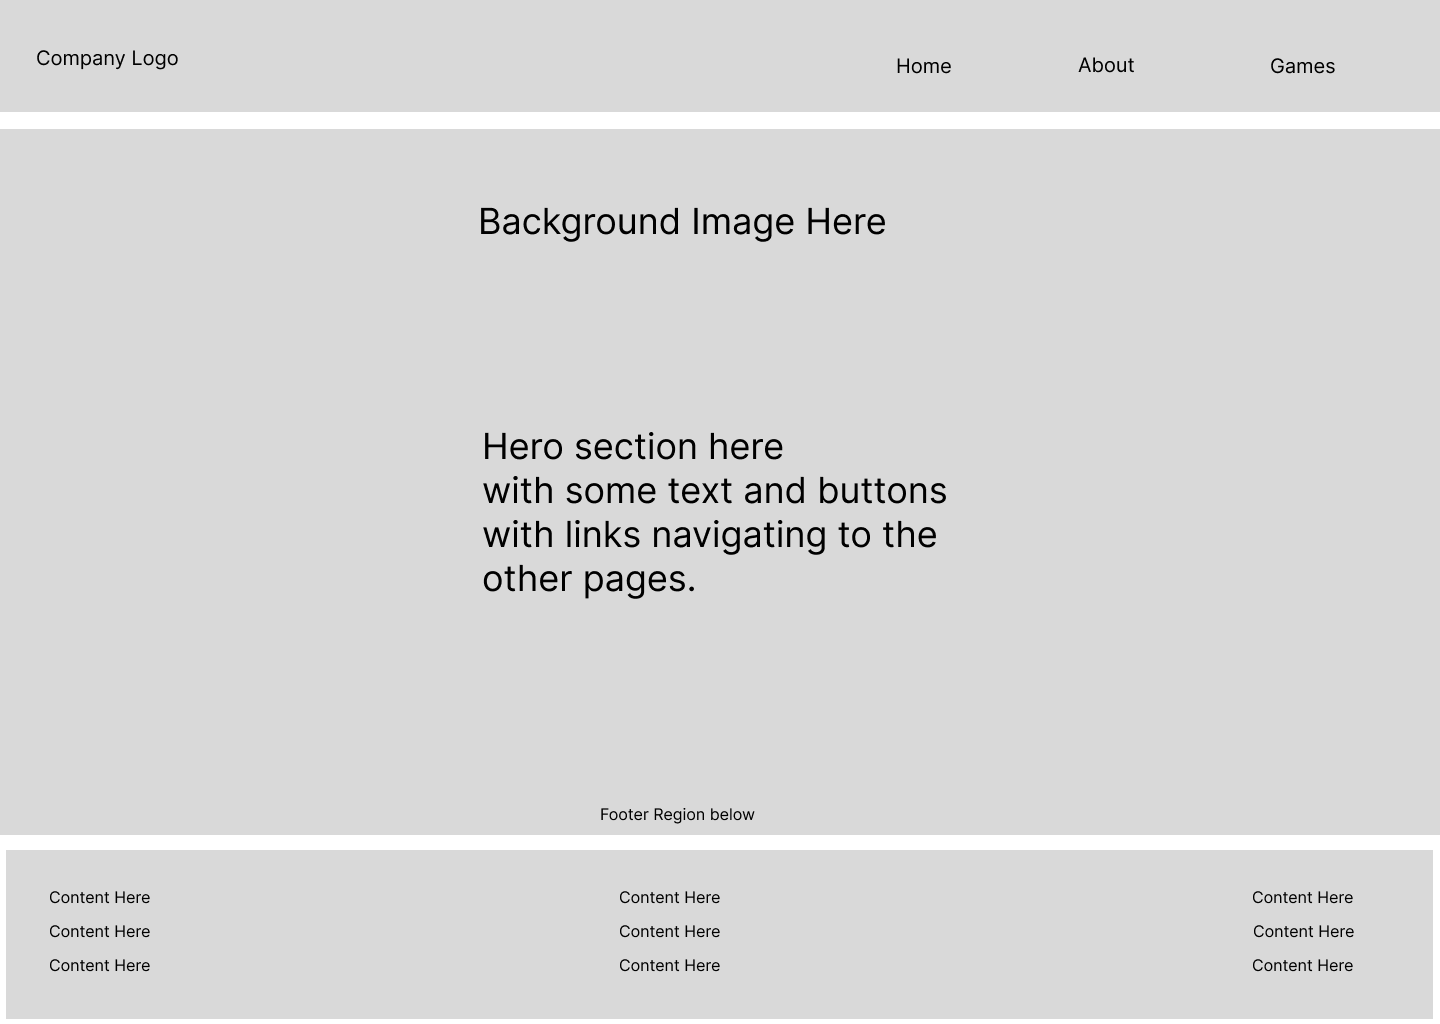 Company Logo
Home
About
Games
Background Image Here
Hero section here
with some text and buttons
with links navigating to the
other pages.
Footer Region below
Content Here
Content Here
Content Here
Content Here
Content Here
Content Here
Content Here
Content Here
Content Here